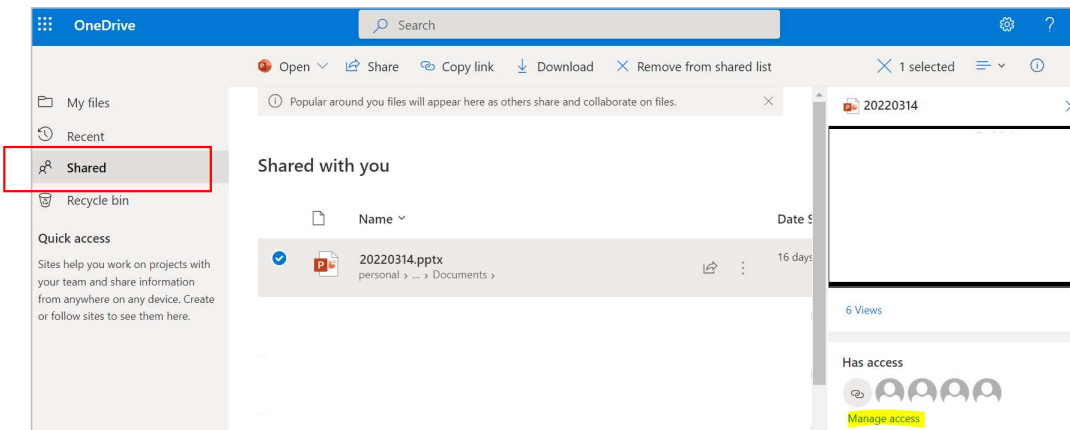 OneDrive
Search
?
Open
Share
Copy link
Download
Remove from shared list
1 selected
My files
Recent
Shared
Recycle bin
Quick access
Sites help you work on projects with
your team and share information
from anywhere on any device. Create
or follow sites to see them here.
Popular around you files will appear here as others share and collaborate on files.
Shared with you
Name
Date
20220314.pptx
personal > ... > Documents >
16 days
P
20220314
6 Views
Has access
Manage access